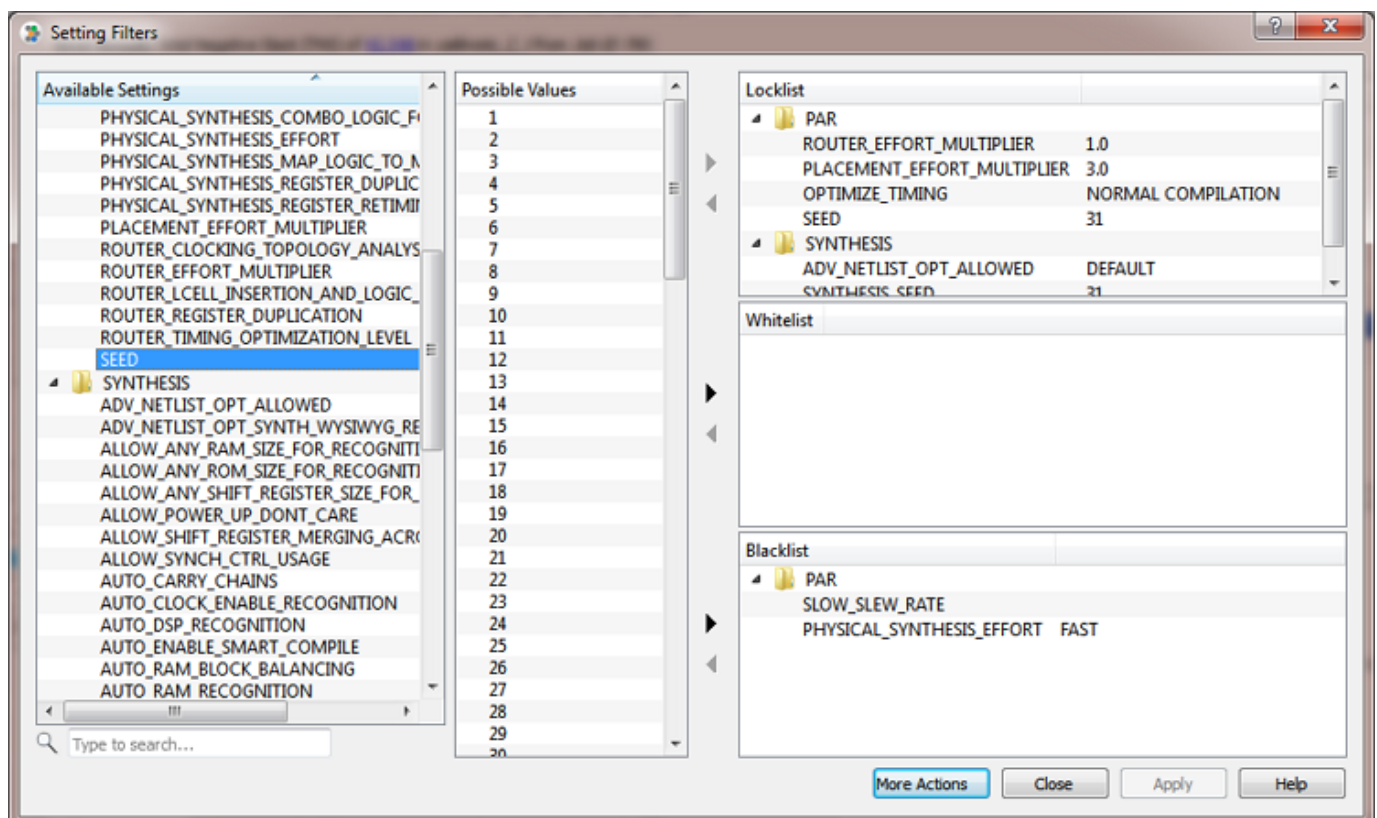 Setting Filters
Available Settings
PHYSICAL_SYNTHESIS_COMBO_LOGIC_F
PHYSICAL_SYNTHESIS_EFFORT
PHYSICAL_SYNTHESIS_MAP_LOGIC_TO_M
PHYSICAL_SYNTHESIS_REGISTER_DUPLIC
PHYSICAL_SYNTHESIS_REGISTER_RETIMI
PLACEMENT_EFFORT_MULTIPLIER
ROUTER_CLOCKING_TOPOLOGY_ANALYS
ROUTER_EFFORT_MULTIPLIER
ROUTER_LCELL_INSERTION_AND_LOGIC_
ROUTER_REGISTER_DUPLICATION
ROUTER_TIMING_OPTIMIZATION_LEVEL
SEED
SYNTHESIS
ADV_NETLIST_OPT_ALLOWED
ADV_NETLIST_OPT_SYNTH_WYSIWYG_RE
ALLOW_ANY_RAM_SIZE_FOR_RECOGNITI
ALLOW_ANY_ROM_SIZE_FOR_RECOGNITI
ALLOW_ANY_SHIFT_REGISTER_SIZE_FOR_
ALLOW_POWER_UP_DONT_CARE
ALLOW_SHIFT_REGISTER_MERGING_ACR
ALLOW_SYNCH_CTRL_USAGE
AUTO_CARRY_CHAINS
AUTO_CLOCK_ENABLE_RECOGNITION
AUTO_DSP_RECOGNITION
AUTO_ENABLE_SMART_COMPILE
AUTO_RAM_BLOCK_BALANCING
AUTO_RAM_RECOGNITION
Type to search...
Possible Values
1
2
3
4
5
6
7
8
9
10
11
12
13
14
15
16
17
18
19
20
21
22
23
24
25
26
27
28
29
30
Locklist
PAR
ROUTER_EFFORT_MULTIPLIER 1.0
PLACEMENT_EFFORT_MULTIPLIER 3.0
OPTIMIZE_TIMING NORMAL COMPILATION
SEED 31
SYNTHESIS
ADV_NETLIST_OPT_ALLOWED DEFAULT
SYNTHESIS_SEED 31
Whitelist
Blacklist
PAR
SLOW_SLEW_RATE
PHYSICAL_SYNTHESIS_EFFORT FAST
More Actions Close Apply Help